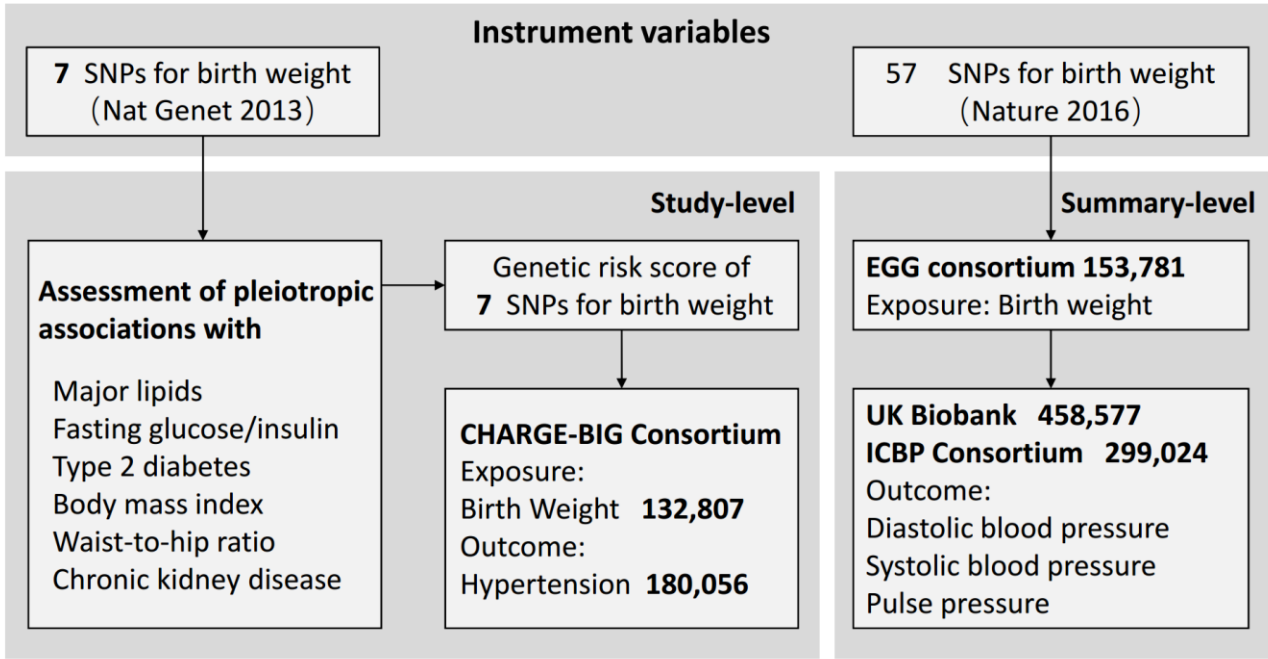 Instrument variables
7 SNPs for birth weight
(Nat Genet 2013)
57 SNPs for birth weight
(Nature 2016)
Study-level
Assessment of pleiotropic
associations with
Major lipids
Fasting glucose/insulin
Type 2 diabetes
Body mass index
Waist-to-hip ratio
Chronic kidney disease
Genetic risk score of
7 SNPs for birth weight
CHARGE-BIG Consortium
Exposure:
Birth Weight 132,807
Outcome:
Hypertension 180,056
Summary-level
EGG consortium 153,781
Exposure: Birth weight
UK Biobank 458,577
ICBP Consortium 299,024
Outcome:
Diastolic blood pressure
Systolic blood pressure
Pulse pressure